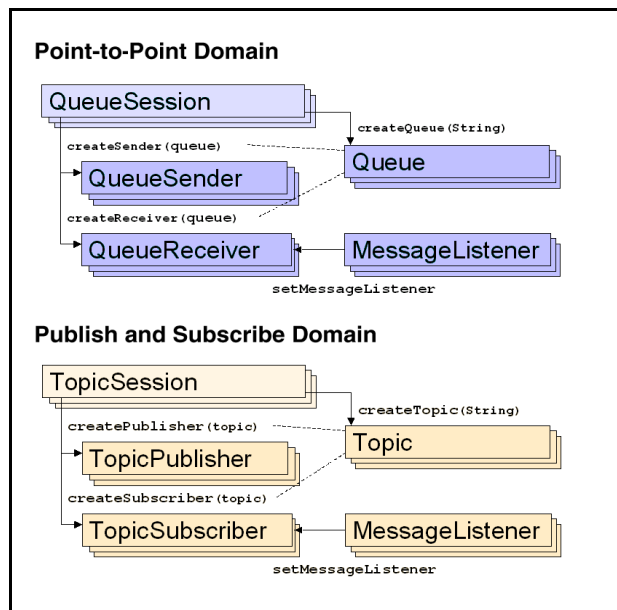 Point-to-Point Domain
QueueSession
createQueue(String)
createSender(queue)
Queue
QueueSender
createReceiver(queue)
QueueReceiver
MessageListener
setMessageListener
Publish and Subscribe Domain
TopicSession
createTopic(String)
createPublisher(topic)
Topic
TopicPublisher
createSubscriber(topic)
TopicSubscriber
MessageListener
setMessageListener